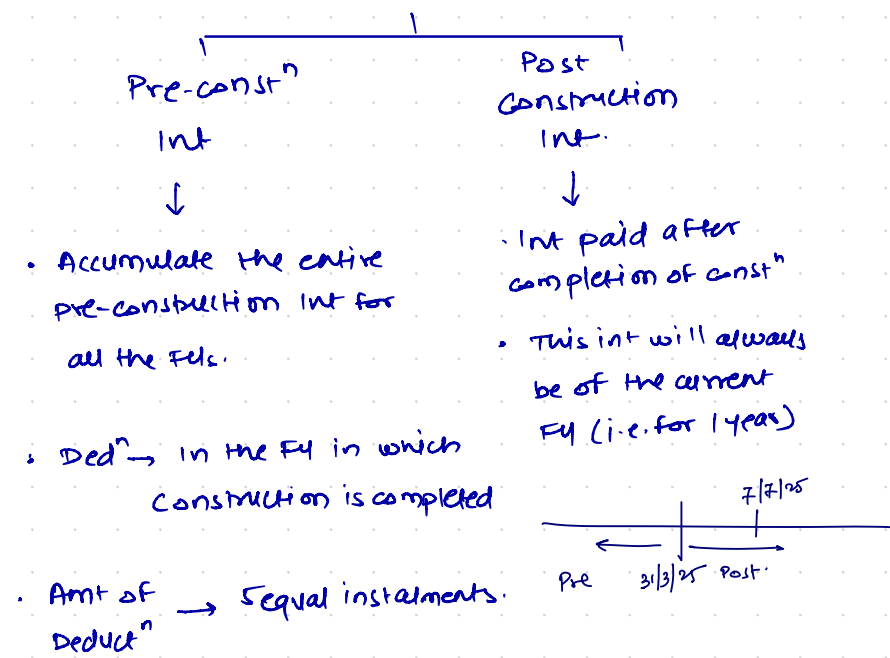 Pre-constⁿ
Int
• Accumulate the entire
pre-construction Int for
all the FYs.
• Dedⁿ → In the FY in which
Construction is completed
• Amt of → 5 equal instalments.
Deductⁿ
Post
Construction
Int.
• Int paid after
completion of constⁿ
• This int will always
be of the current
FY (i.e. for 1 year)
7/7/25
Pre 31/3/25 Post.